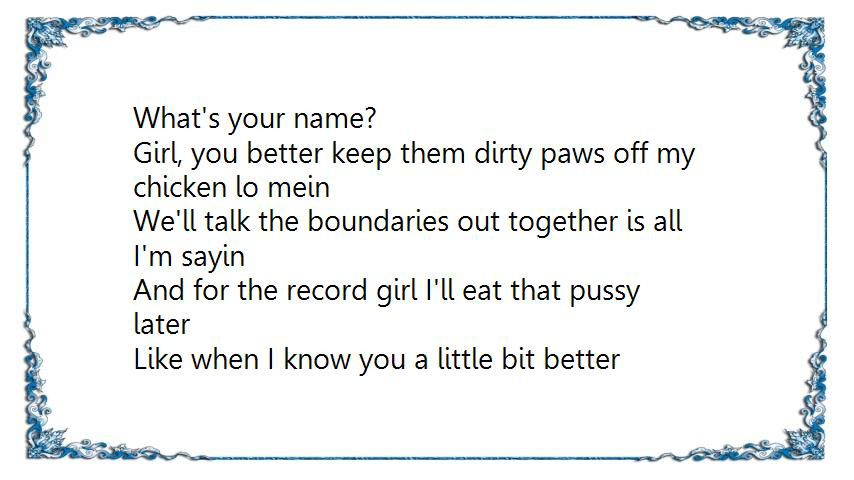 What's your name?
Girl, you better keep them dirty paws off my
chicken lo mein
We'll talk the boundaries out together is all
I'm sayin
And for the record girl I'll eat that pussy
later
Like when I know you a little bit better